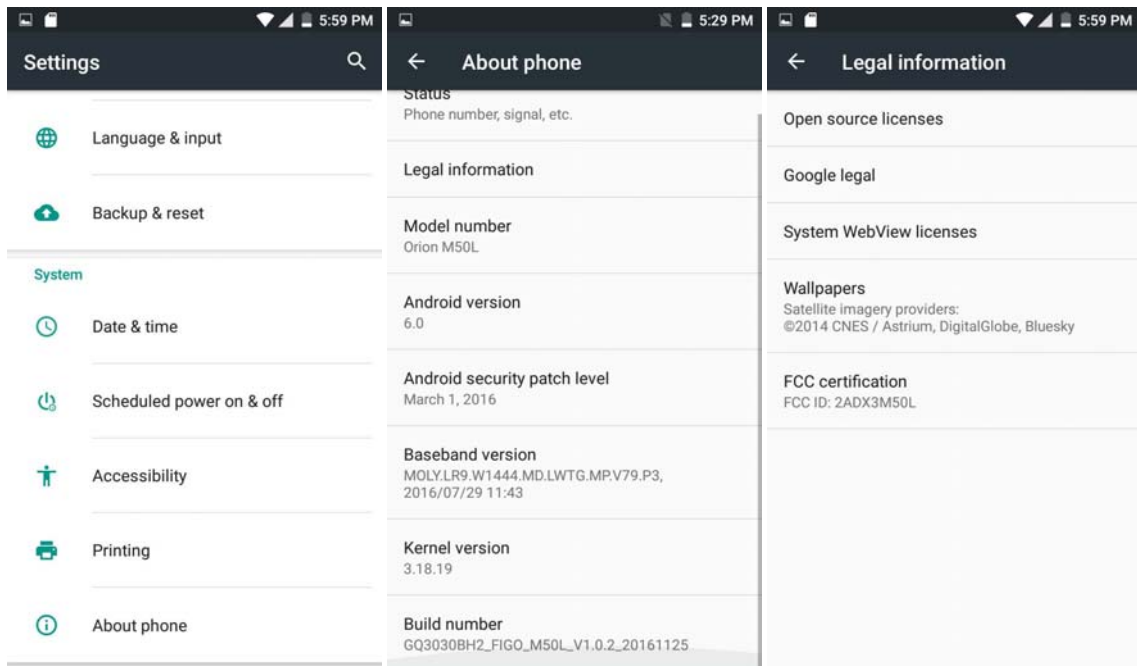 5:59 PM
Settings
Language & input
Backup & reset
System
Date & time
Scheduled power on & off
Accessibility
Printing
About phone
5:29 PM
About phone
Status
Phone number, signal, etc.
Legal information
Model number
Orion M50L
Android version
6.0
Android security patch level
March 1, 2016
Baseband version
MOLY.LR9.W1444.MD.LWTG.MP.V79.P3,
2016/07/29 11:43
Kernel version
3.18.19
Build number
GQ3030BH2_FIGO_M50L_V1.0.2_20161125
5:59 PM
Legal information
Open source licenses
Google legal
System WebView licenses
Wallpapers
Satellite imagery providers:
©2014 CNES / Astrium, DigitalGlobe, Bluesky
FCC certification
FCC ID: 2ADX3M50L